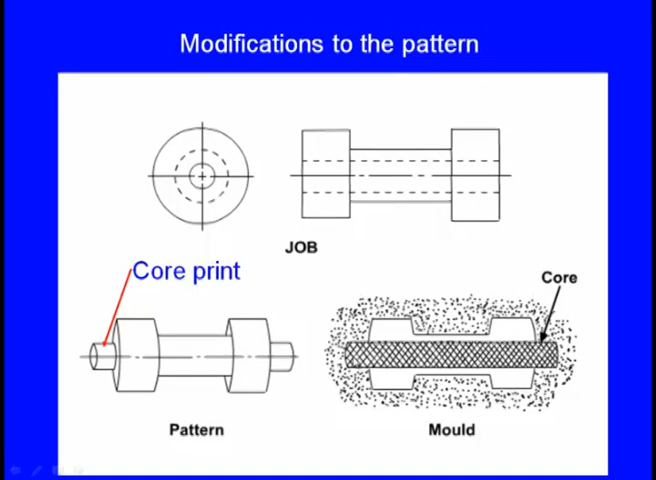 Modifications to the pattern
JOB
Core print
Core
Pattern
Mould